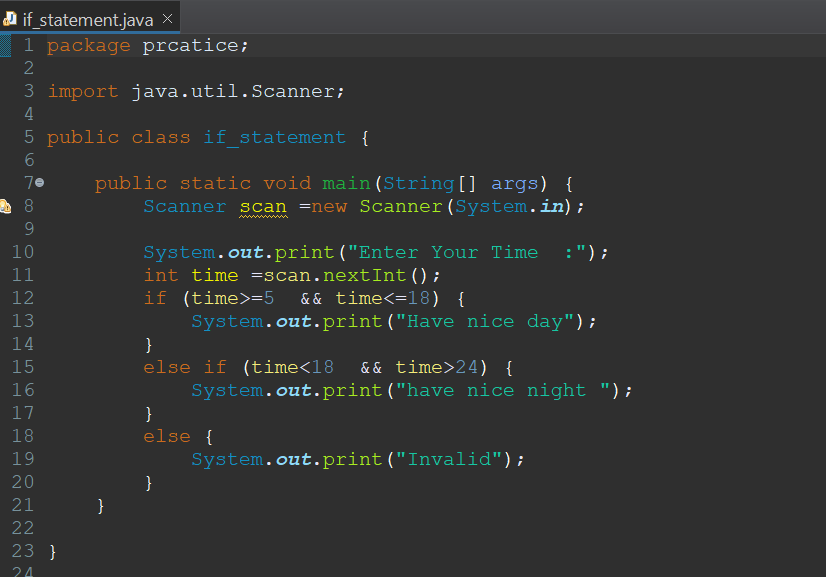 if_statement.java
1 package prcatice;
2
3 import java.util.Scanner;
4
5 public class if_statement {
6
7 public static void main(String[] args) {
8 Scanner scan =new Scanner(System.in);
9
10 System.out.print("Enter Your Time  :");
11 int time =scan.nextInt();
12 if (time>=5  && time<=18) {
13 System.out.print("Have nice day");
14 }
15 else if (time<18  && time>24) {
16 System.out.print("have nice night ");
17 }
18 else {
19 System.out.print("Invalid");
20 }
21 }
22
23 }
24